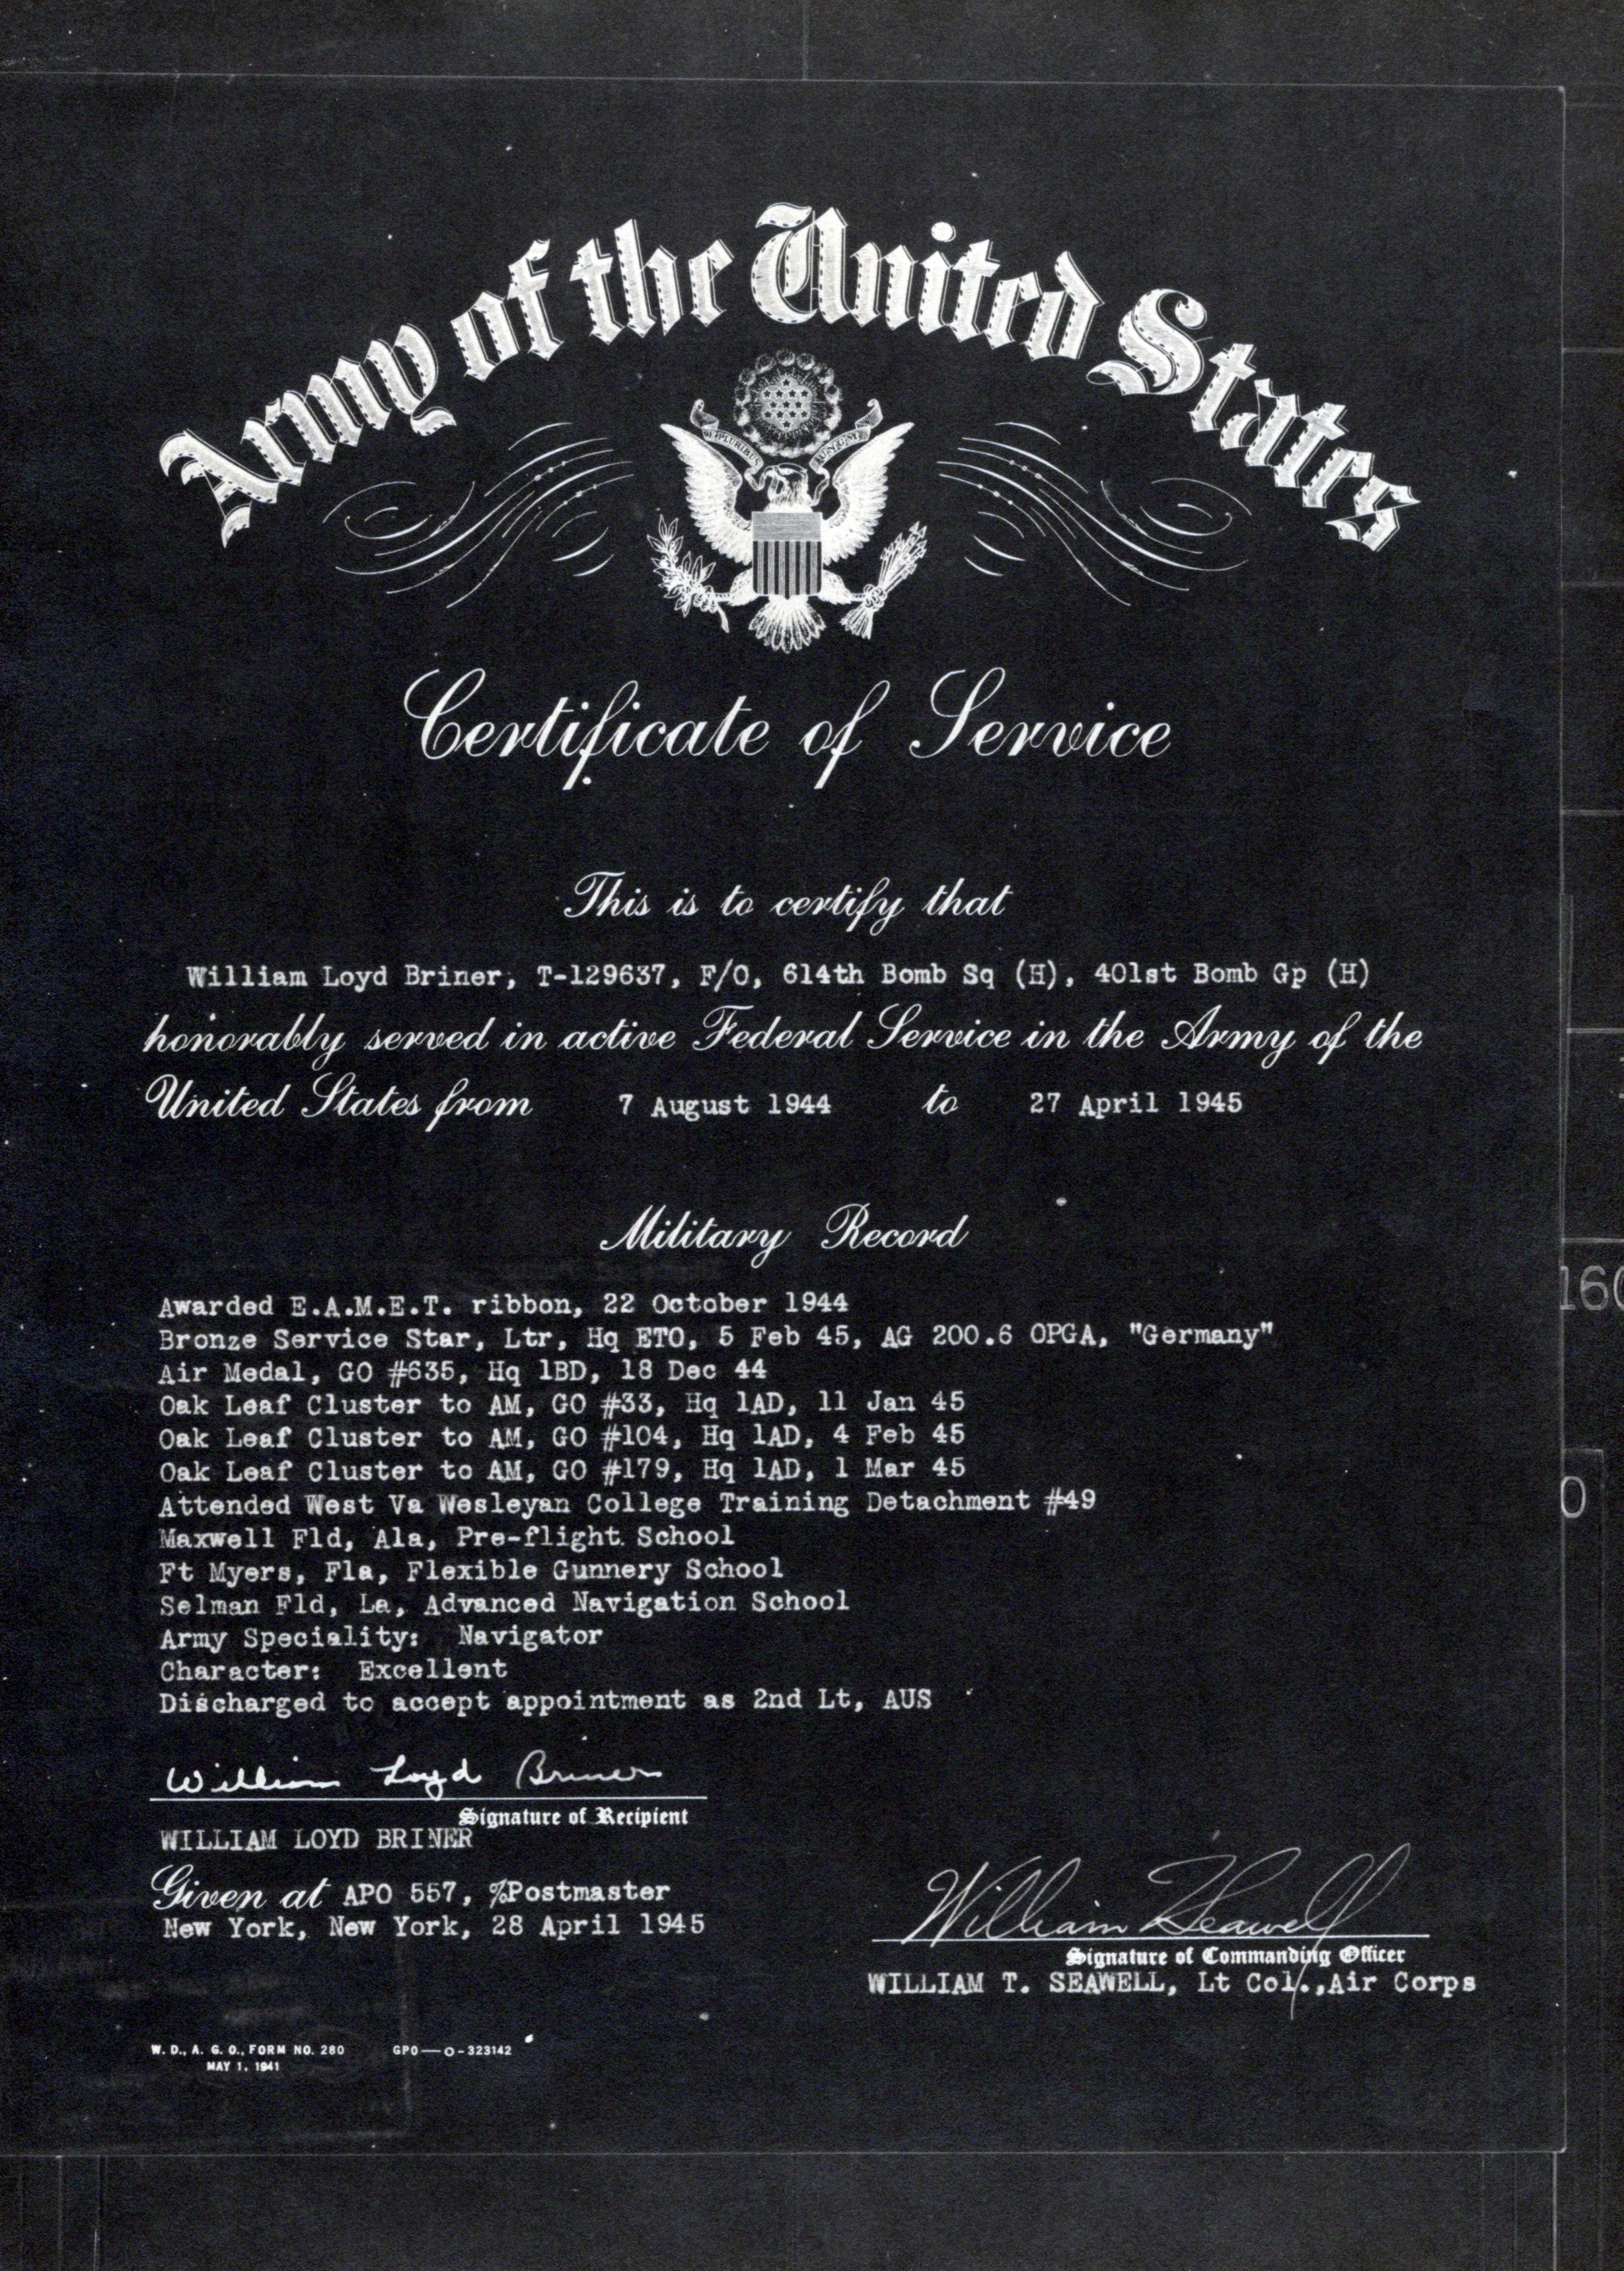 Army of the United States
E PLURIBUS UNUM
Certificate of Service
This is to certify that
William Loyd Briner, T-129637, F/O, 614th Bomb Sq (H), 401st Bomb Gp (H)
honorably served in active Federal Service in the Army of the
United States from 7 August 1944 to 27 April 1945
Military Record
Awarded E.A.M.E.T. ribbon, 22 October 1944
Bronze Service Star, Ltr, Hq ETO, 5 Feb 45, AG 200.6 OPGA, "Germany"
Air Medal, GO #635, Hq 1BD, 18 Dec 44
Oak Leaf Cluster to AM, GO #33, Hq 1AD, 11 Jan 45
Oak Leaf Cluster to AM, GO #104, Hq 1AD, 4 Feb 45
Oak Leaf Cluster to AM, GO #179, Hq 1AD, 1 Mar 45
Attended West Va Wesleyan College Training Detachment #49
Maxwell Fld, Ala, Pre-flight School
Ft Myers, Fla, Flexible Gunnery School
Selman Fld, La, Advanced Navigation School
Army Speciality: Navigator
Character: Excellent
Discharged to accept appointment as 2nd Lt, AUS
William Loyd Briner
Signature of Recipient
WILLIAM LOYD BRINER
Given at APO 557, %Postmaster
New York, New York, 28 April 1945
William T Seawell
Signature of Commanding Officer
WILLIAM T. SEAWELL, Lt Col.,Air Corps
W. D., A. G. O., FORM NO. 280 GPO—O-323142
MAY 1, 1941
160
0